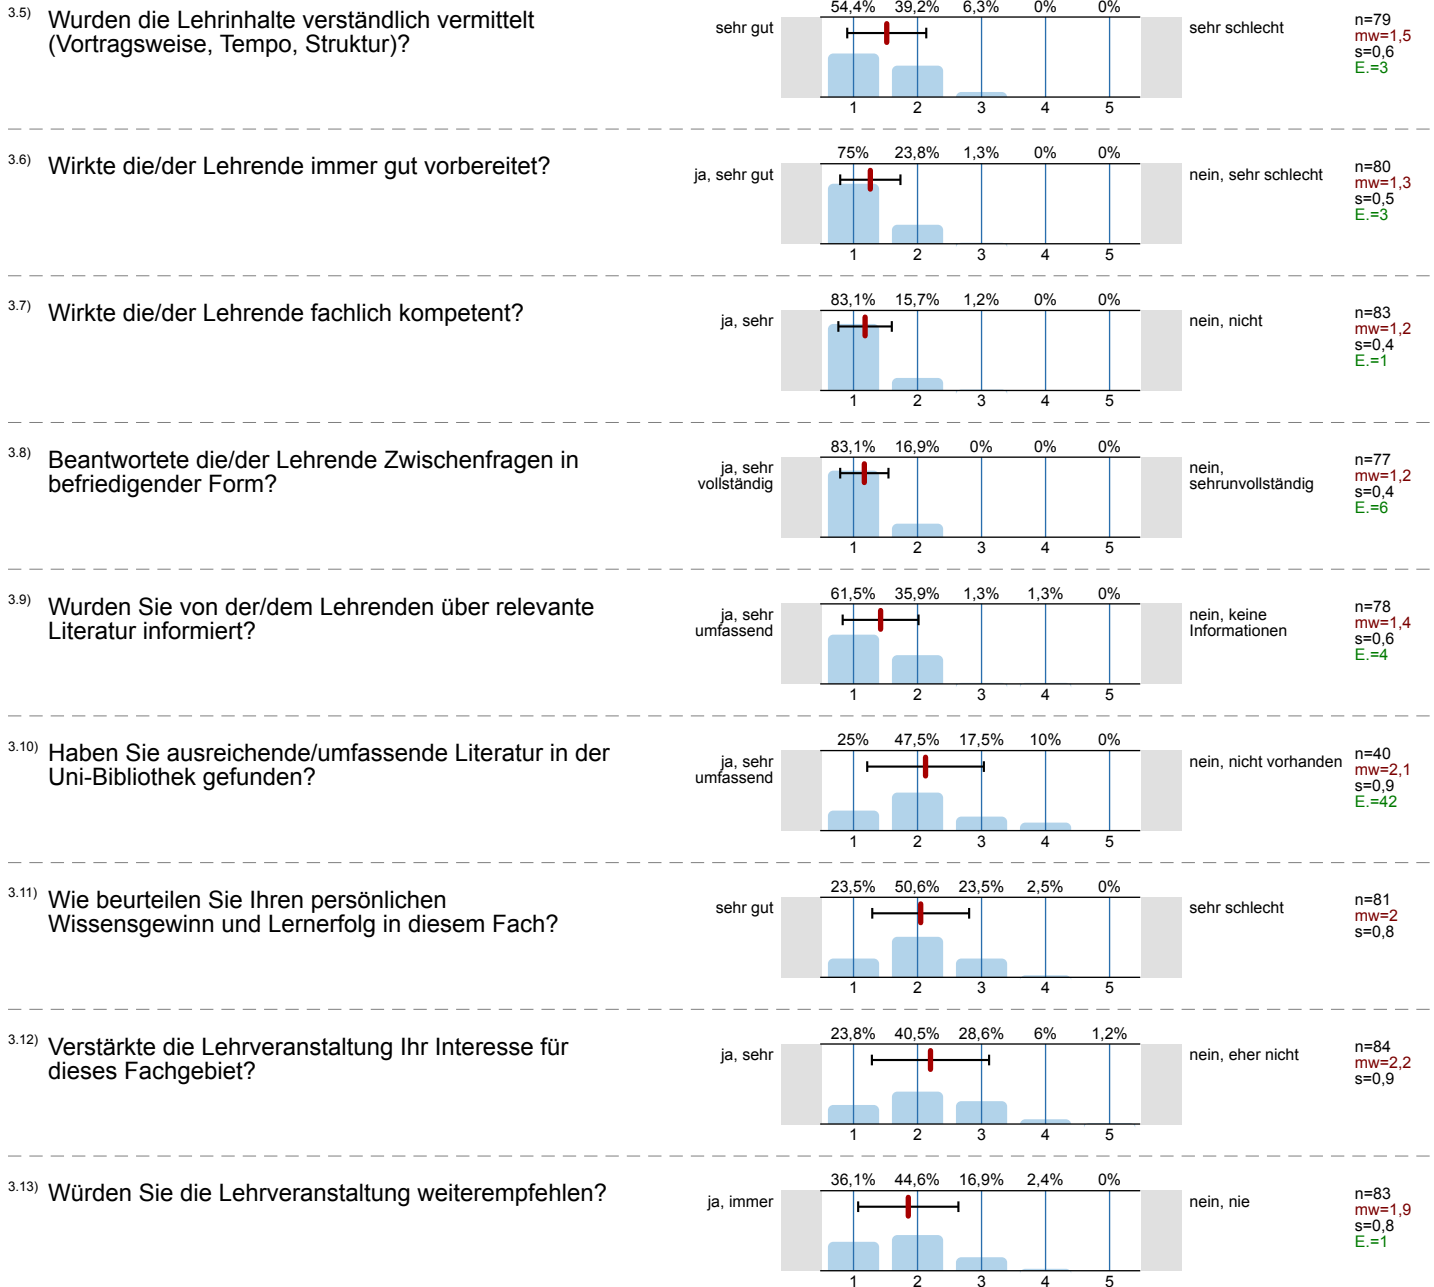 3.5) Wurden die Lehrinhalte verständlich vermittelt
(Vortragsweise, Tempo, Struktur)?
sehr gut
54,4% 39,2% 6,3% 0% 0%
1 2 3 4 5
sehr schlecht
n=79
mw=1,5
s=0,6
E.=3
3.6) Wirkte die/der Lehrende immer gut vorbereitet?
ja, sehr gut
75% 23,8% 1,3% 0% 0%
1 2 3 4 5
nein, sehr schlecht
n=80
mw=1,3
s=0,5
E.=3
3.7) Wirkte die/der Lehrende fachlich kompetent?
ja, sehr
83,1% 15,7% 1,2% 0% 0%
1 2 3 4 5
nein, nicht
n=83
mw=1,2
s=0,4
E.=1
3.8) Beantwortete die/der Lehrende Zwischenfragen in
befriedigender Form?
ja, sehr
vollständig
83,1% 16,9% 0% 0% 0%
1 2 3 4 5
nein,
sehrunvollständig
n=77
mw=1,2
s=0,4
E.=6
3.9) Wurden Sie von der/dem Lehrenden über relevante
Literatur informiert?
ja, sehr
umfassend
61,5% 35,9% 1,3% 1,3% 0%
1 2 3 4 5
nein, keine
Informationen
n=78
mw=1,4
s=0,6
E.=4
3.10) Haben Sie ausreichende/umfassende Literatur in der
Uni-Bibliothek gefunden?
ja, sehr
umfassend
25% 47,5% 17,5% 10% 0%
1 2 3 4 5
nein, nicht vorhanden
n=40
mw=2,1
s=0,9
E.=42
3.11) Wie beurteilen Sie Ihren persönlichen
Wissensgewinn und Lernerfolg in diesem Fach?
sehr gut
23,5% 50,6% 23,5% 2,5% 0%
1 2 3 4 5
sehr schlecht
n=81
mw=2
s=0,8
3.12) Verstärkte die Lehrveranstaltung Ihr Interesse für
dieses Fachgebiet?
ja, sehr
23,8% 40,5% 28,6% 6% 1,2%
1 2 3 4 5
nein, eher nicht
n=84
mw=2,2
s=0,9
3.13) Würden Sie die Lehrveranstaltung weiterempfehlen?
ja, immer
36,1% 44,6% 16,9% 2,4% 0%
1 2 3 4 5
nein, nie
n=83
mw=1,9
s=0,8
E.=1